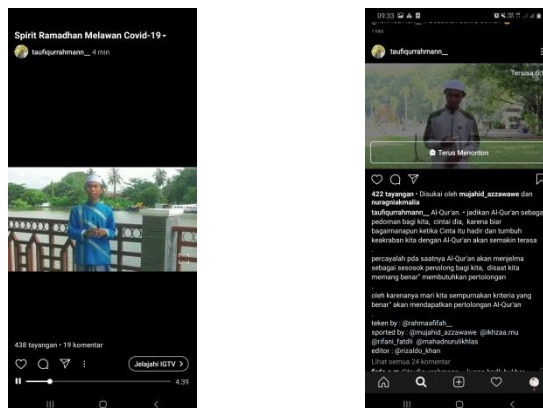 Spirit Ramadhan Melawan Covid-19
taufiqurrahmann__ 4 min
438 tayangan • 19 komentar
Jelajahi IGTV >
4:39
09:33
taufiqurrahmann__
Tersisa
Terus Menonton
422 tayangan • Disukai oleh mujahid_azzawawe dan
nuragniakmalia
taufiqurrahmann__ Al-Qur'an. • jadikan Al-Qur'an sebaga
pedoman bagi kita, cintai dia, karena biar
bagaimanapun ketika Cinta itu hadir dan tumbuh
keakraban kita dengan Al-Qur'an akan semakin terasa
.
percayalah pda saatnya Al-Qur'an akan menjelma
sebagai sesosok penolong bagi kita, disaat kita
memang benar" membutuhkan pertolongan
.
oleh karenanya mari kita sempurnakan kriteria yang
benar" akan mendapatkan pertolongan Al-Qur'an
.
teken by : @rahmaafifah__
sported by : @mujahid_azzawawe @ikhzaa.mu
@rifani_fatdli @mahadnurulikhlas
editor : @rizaldo_khan
Lihat semua 24 komentar